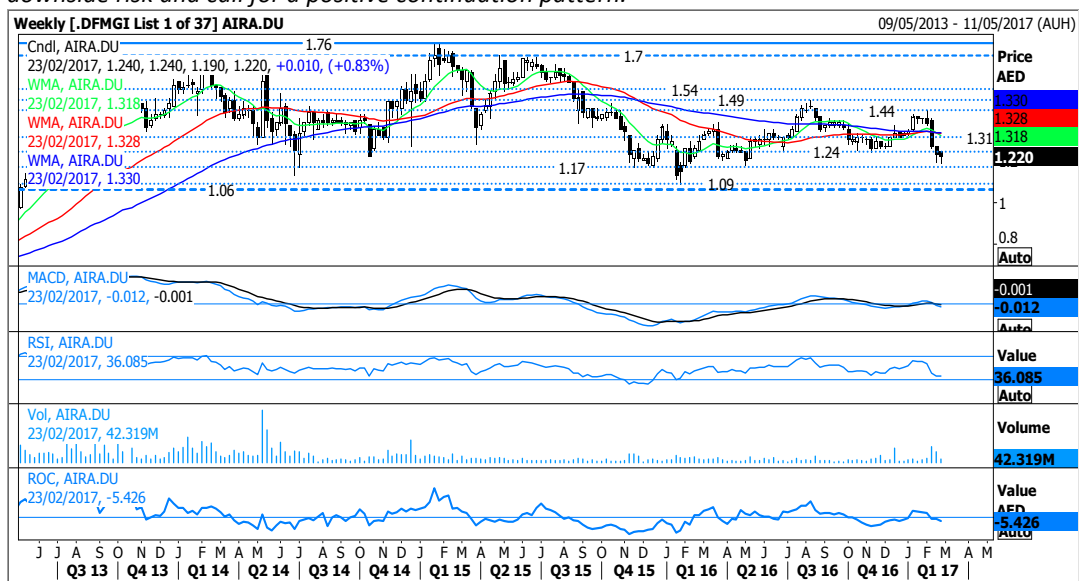 downside risk and call for a positive continuation pattern.
Weekly [.DFMGI List 1 of 37] AIRA.DU 09/05/2013 - 11/05/2017 (AUH)
Cndl, AIRA.DU
23/02/2017, 1.240, 1.240, 1.190, 1.220, +0.010, (+0.83%)
WMA, AIRA.DU
23/02/2017, 1.318
WMA, AIRA.DU
23/02/2017, 1.328
WMA, AIRA.DU
23/02/2017, 1.330
1.76
1.7
1.54
1.49
1.44
1.31
1.24
1.17
1.09
1.06
Price
AED
1.330
1.328
1.318
1.220
1
0.8
Auto
MACD, AIRA.DU
23/02/2017, -0.012, -0.001
-0.001
-0.012
Auto
RSI, AIRA.DU
23/02/2017, 36.085
Value
36.085
Auto
Vol, AIRA.DU
23/02/2017, 42.319M
Volume
42.319M
ROC, AIRA.DU
23/02/2017, -5.426
Value
AED
-5.426
Auto
J J A S O N D J F M A M J J A S O N D J F M A M J J A S O N D J F M A M J J A S O N D J F M A M
Q3 13 Q4 13 Q1 14 Q2 14 Q3 14 Q4 14 Q1 15 Q2 15 Q3 15 Q4 15 Q1 16 Q2 16 Q3 16 Q4 16 Q1 17